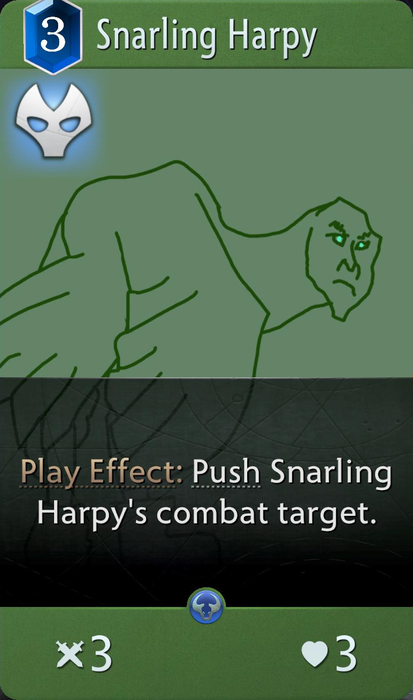 3 Snarling Harpy
Play Effect: Push Snarling
Harpy's combat target.
3 3